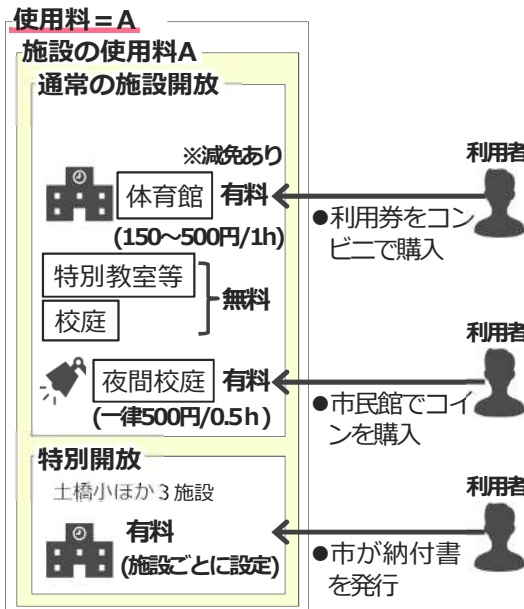 使用料＝A
施設の使用料A
通常の施設開放
※減免あり
体育館 有料
(150～500円/1h)
利用者
●利用券をコン
ビニで購入
特別教室等
校庭
無料
夜間校庭 有料
(一律500円/0.5ｈ)
利用者
●市民館でコイ
ンを購入
特別開放
土橋小ほか３施設
有料
(施設ごとに設定)
利用者
●市が納付書
を発行